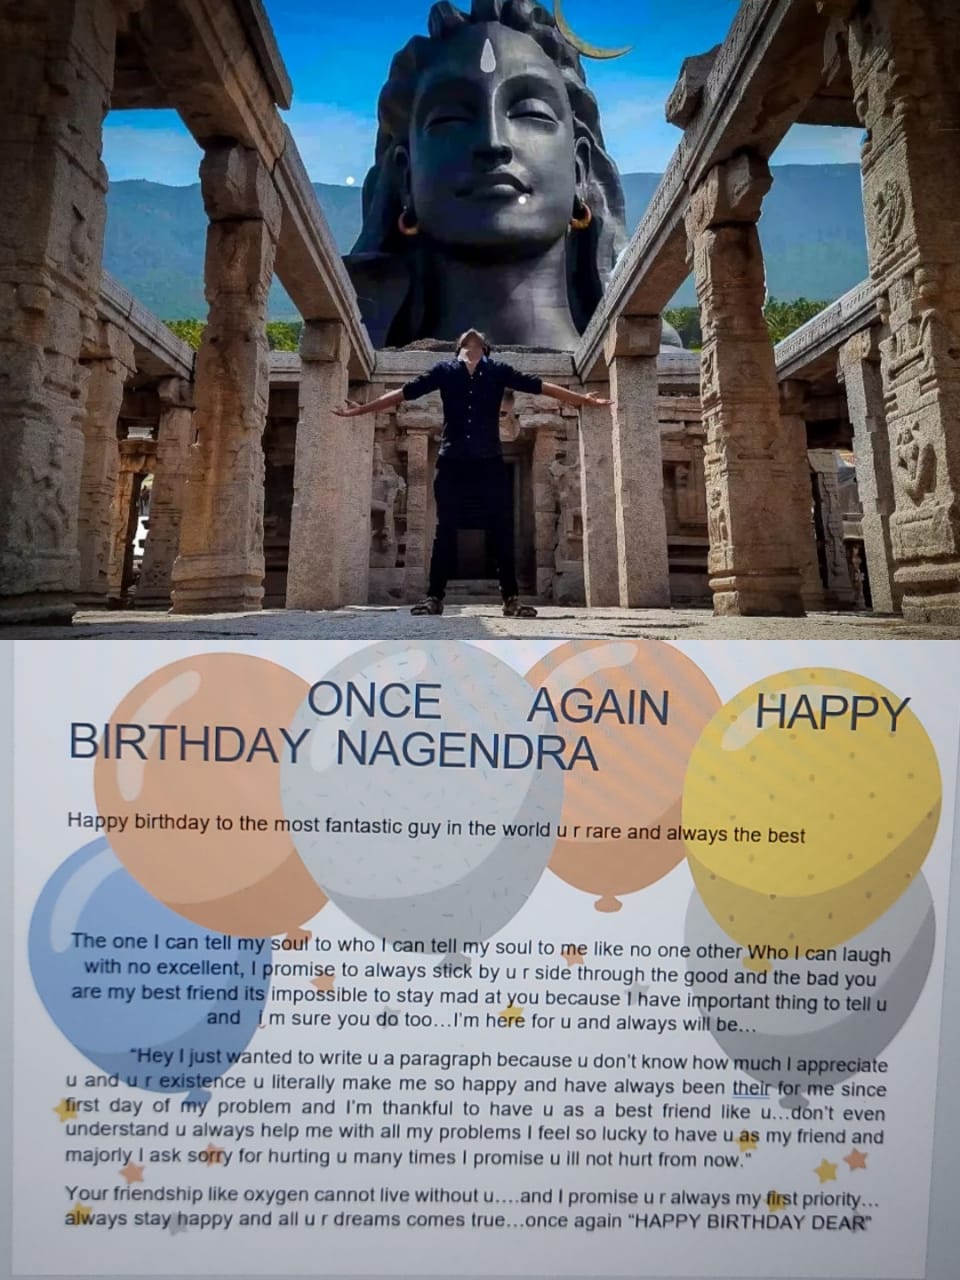 ONCE AGAIN HAPPY
BIRTHDAY NAGENDRA
Happy birthday to the most fantastic guy in the world u r rare and always the best
The one I can tell my soul to who I can tell my soul to me like no one other Who I can laugh
with no excellent, I promise to always stick by u r side through the good and the bad you
are my best friend its impossible to stay mad at you because I have important thing to tell u
and i,m sure you do too...I'm here for u and always will be...
"Hey I just wanted to write u a paragraph because u don't know how much I appreciate
u and u r existence u literally make me so happy and have always been their for me since
first day of my problem and I'm thankful to have u as a best friend like u...don't even
understand u always help me with all my problems I feel so lucky to have u as my friend and
majorly I ask sorry for hurting u many times I promise u ill not hurt from now."
Your friendship like oxygen cannot live without u....and I promise u r always my first priority...
always stay happy and all u r dreams comes true...once again "HAPPY BIRTHDAY DEAR"